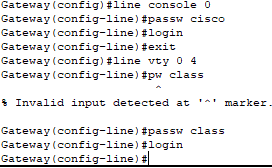 Gateway(config)#line console 0
Gateway(config-line)#passw cisco
Gateway(config-line)#login
Gateway(config-line)#exit
Gateway(config)#line vty 0 4
Gateway(config-line)#pw class
^
% Invalid input detected at '^' marker.
Gateway(config-line)#passw class
Gateway(config-line)#login
Gateway(config-line)#